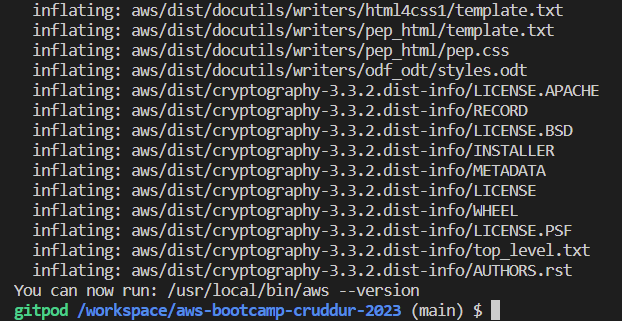 inflating: aws/dist/docutils/writers/html4css1/template.txt
inflating: aws/dist/docutils/writers/pep_html/template.txt
inflating: aws/dist/docutils/writers/pep_html/pep.css
inflating: aws/dist/docutils/writers/odf_odt/styles.odt
inflating: aws/dist/cryptography-3.3.2.dist-info/LICENSE.APACHE
inflating: aws/dist/cryptography-3.3.2.dist-info/RECORD
inflating: aws/dist/cryptography-3.3.2.dist-info/LICENSE.BSD
inflating: aws/dist/cryptography-3.3.2.dist-info/INSTALLER
inflating: aws/dist/cryptography-3.3.2.dist-info/METADATA
inflating: aws/dist/cryptography-3.3.2.dist-info/LICENSE
inflating: aws/dist/cryptography-3.3.2.dist-info/WHEEL
inflating: aws/dist/cryptography-3.3.2.dist-info/LICENSE.PSF
inflating: aws/dist/cryptography-3.3.2.dist-info/top_level.txt
inflating: aws/dist/cryptography-3.3.2.dist-info/AUTHORS.rst
You can now run: /usr/local/bin/aws --version
gitpod /workspace/aws-bootcamp-cruddur-2023 (main) $